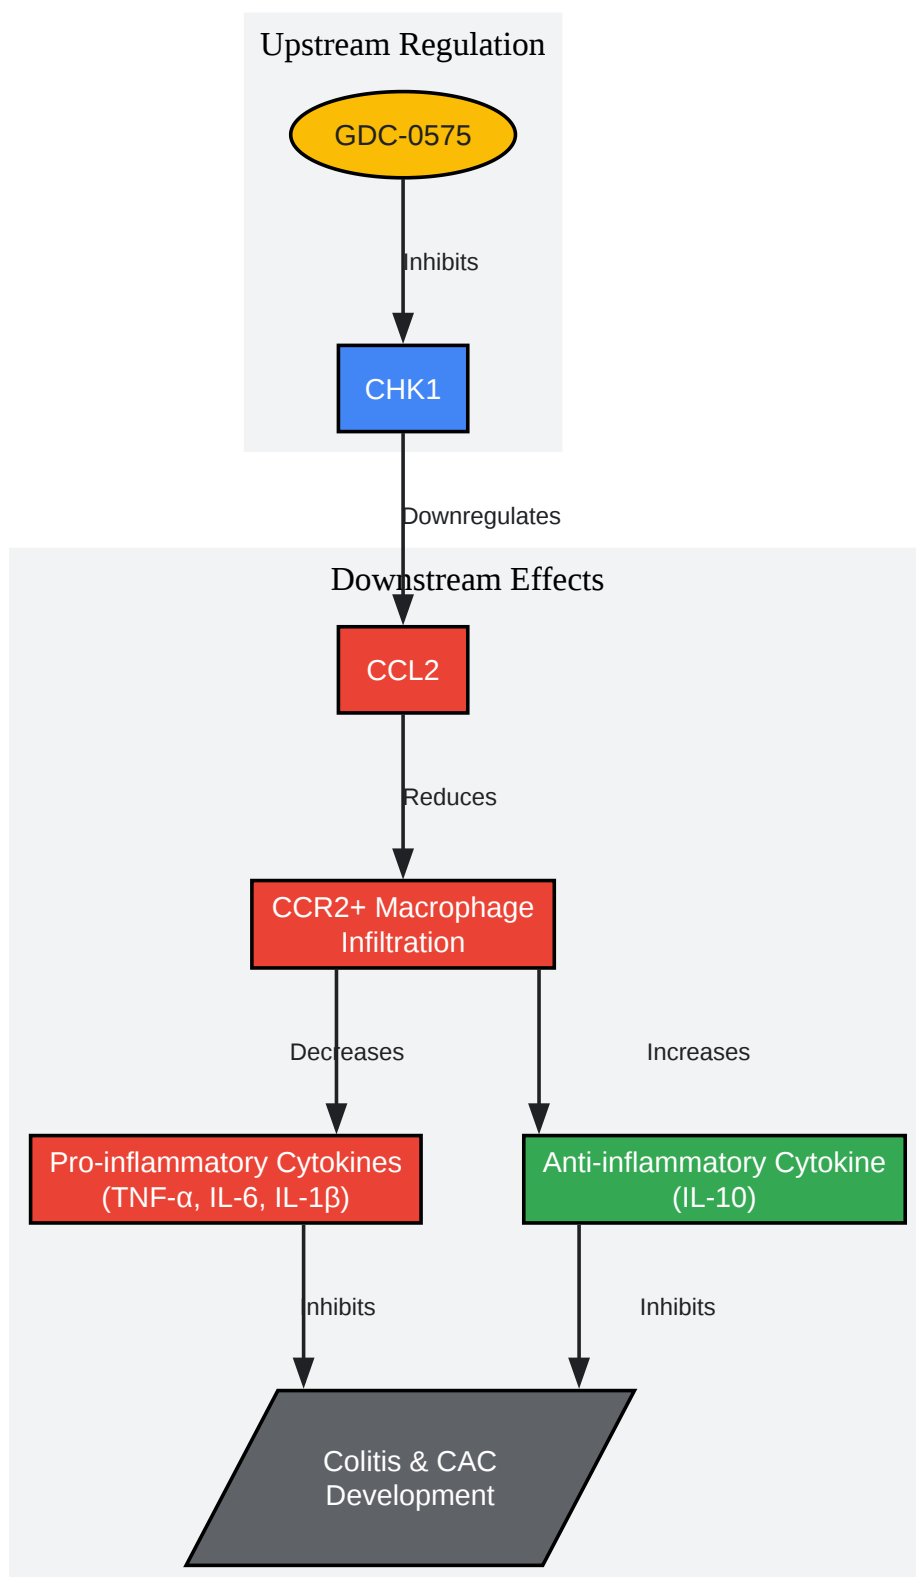 Upstream Regulation
GDC-0575
Inhibits
CHK1
Downregulates
Downstream Effects
CCL2
Reduces
CCR2+ Macrophage
Infiltration
Decreases
Increases
Pro-inflammatory Cytokines
(TNF-α, IL-6, IL-1β)
Anti-inflammatory Cytokine
(IL-10)
Inhibits
Inhibits
Colitis & CAC
Development